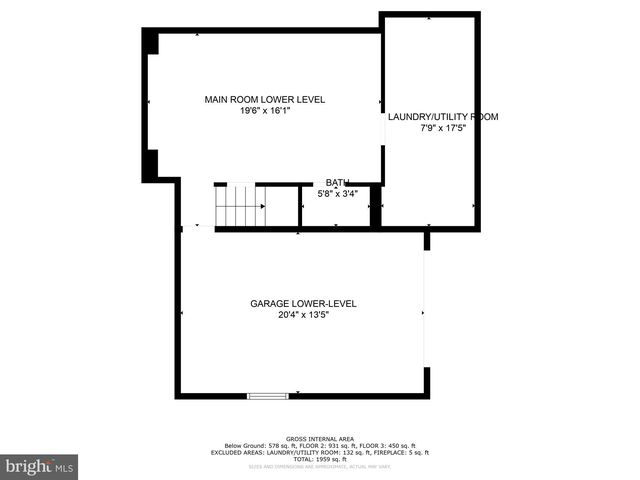 MAIN ROOM LOWER LEVEL
19'6" x 16'1"
LAUNDRY/UTILITY ROOM
7'9" x 17'5"
BATH
5'8" x 3'4"
GARAGE LOWER-LEVEL
20'4" x 13'5"
GROSS INTERNAL AREA
Below Ground: 578 sq. ft, FLOOR 2: 931 sq. ft, FLOOR 3: 450 sq. ft
EXCLUDED AREAS: LAUNDRY/UTILITY ROOM: 132 sq. ft, FIREPLACE: 5 sq. ft
TOTAL: 1959 sq. ft
SIZES AND DIMENSIONS ARE APPROXIMATE, ACTUAL MAY VARY.
bright MLS